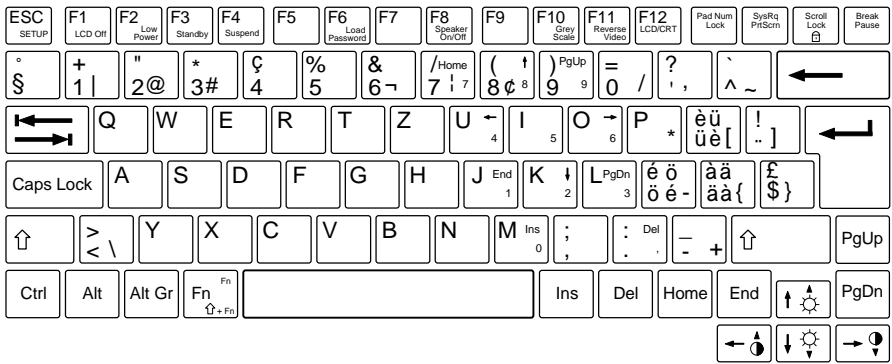 ESC F1 F2 F3 F4 F5 F6 F7 F8 F9 F10 F11 F12 Pad Num SysRq Scroll Break
SETUP LCD Off Low Power Standby Suspend Load Password Speaker On/Off Grey Scale Reverse Video LCD/CRT Lock PrtScrn Lock Pause
° + " * ç % & / Home ( ) PgUp = ? `
§ 1 | 2 @ 3 # 4 5 6 ¬ 7 ¦ 7 8 ¢ 8 9 9 0 / ' , ^ ~
Q W E R T Z U I O P è ü !
4 5 6 * ü è [ ¨ ]
Caps Lock A S D F G H J End K L PgDn é ö à ä £
1 2 3 ö é - ä à { $ }
> Y X C V B N M Ins ; : Del _ PgUp
< \ 0 , . , - +
Ctrl Alt Alt Gr Fn Fn Ins Del Home End PgDn
+ Fn